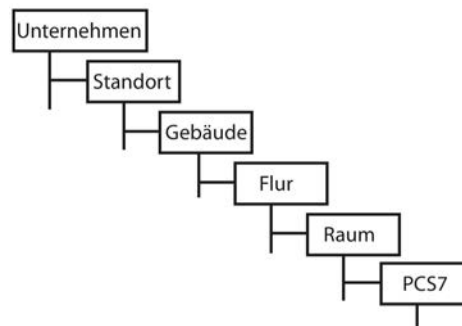 Unternehmen
Standort
Gebäude
Flur
Raum
PCS7